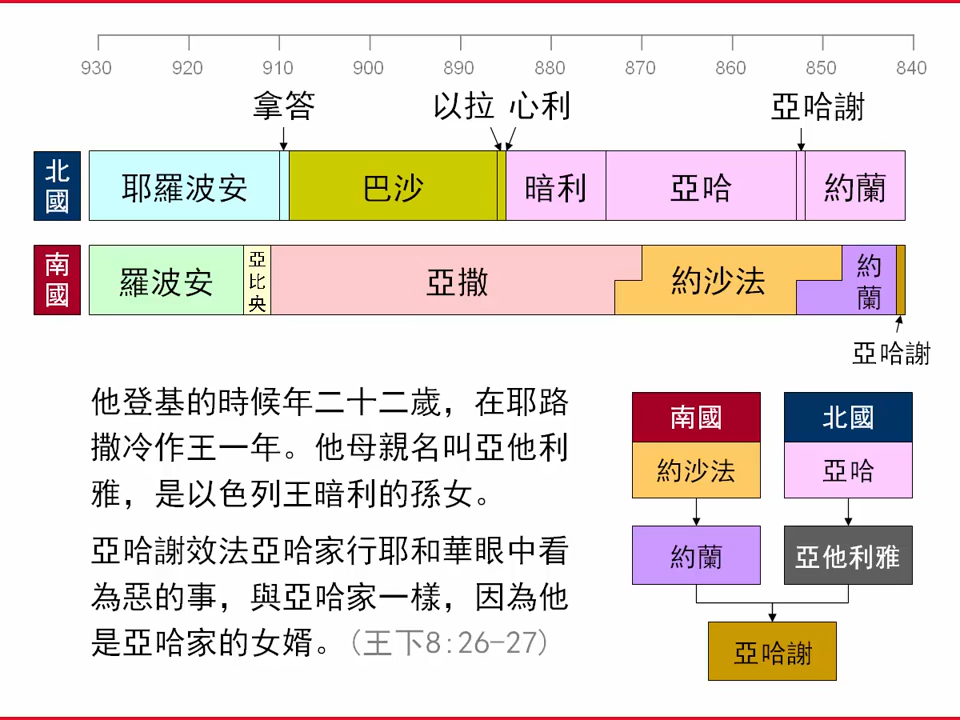 930 920 910 900 890 880 870 860 850 840
拿答 以拉 心利 亞哈謝
北國
耶羅波安 巴沙 暗利 亞哈 約蘭
南國
羅波安 亞比央 亞撒 約沙法 約蘭
亞哈謝
他登基的時候年二十二歲，在耶路
撒冷作王一年。他母親名叫亞他利
雅，是以色列王暗利的孫女。
亞哈謝效法亞哈家行耶和華眼中看
為惡的事，與亞哈家一樣，因為他
是亞哈家的女婿。(王下8:26-27)
南國 北國
約沙法 亞哈
約蘭 亞他利雅
亞哈謝